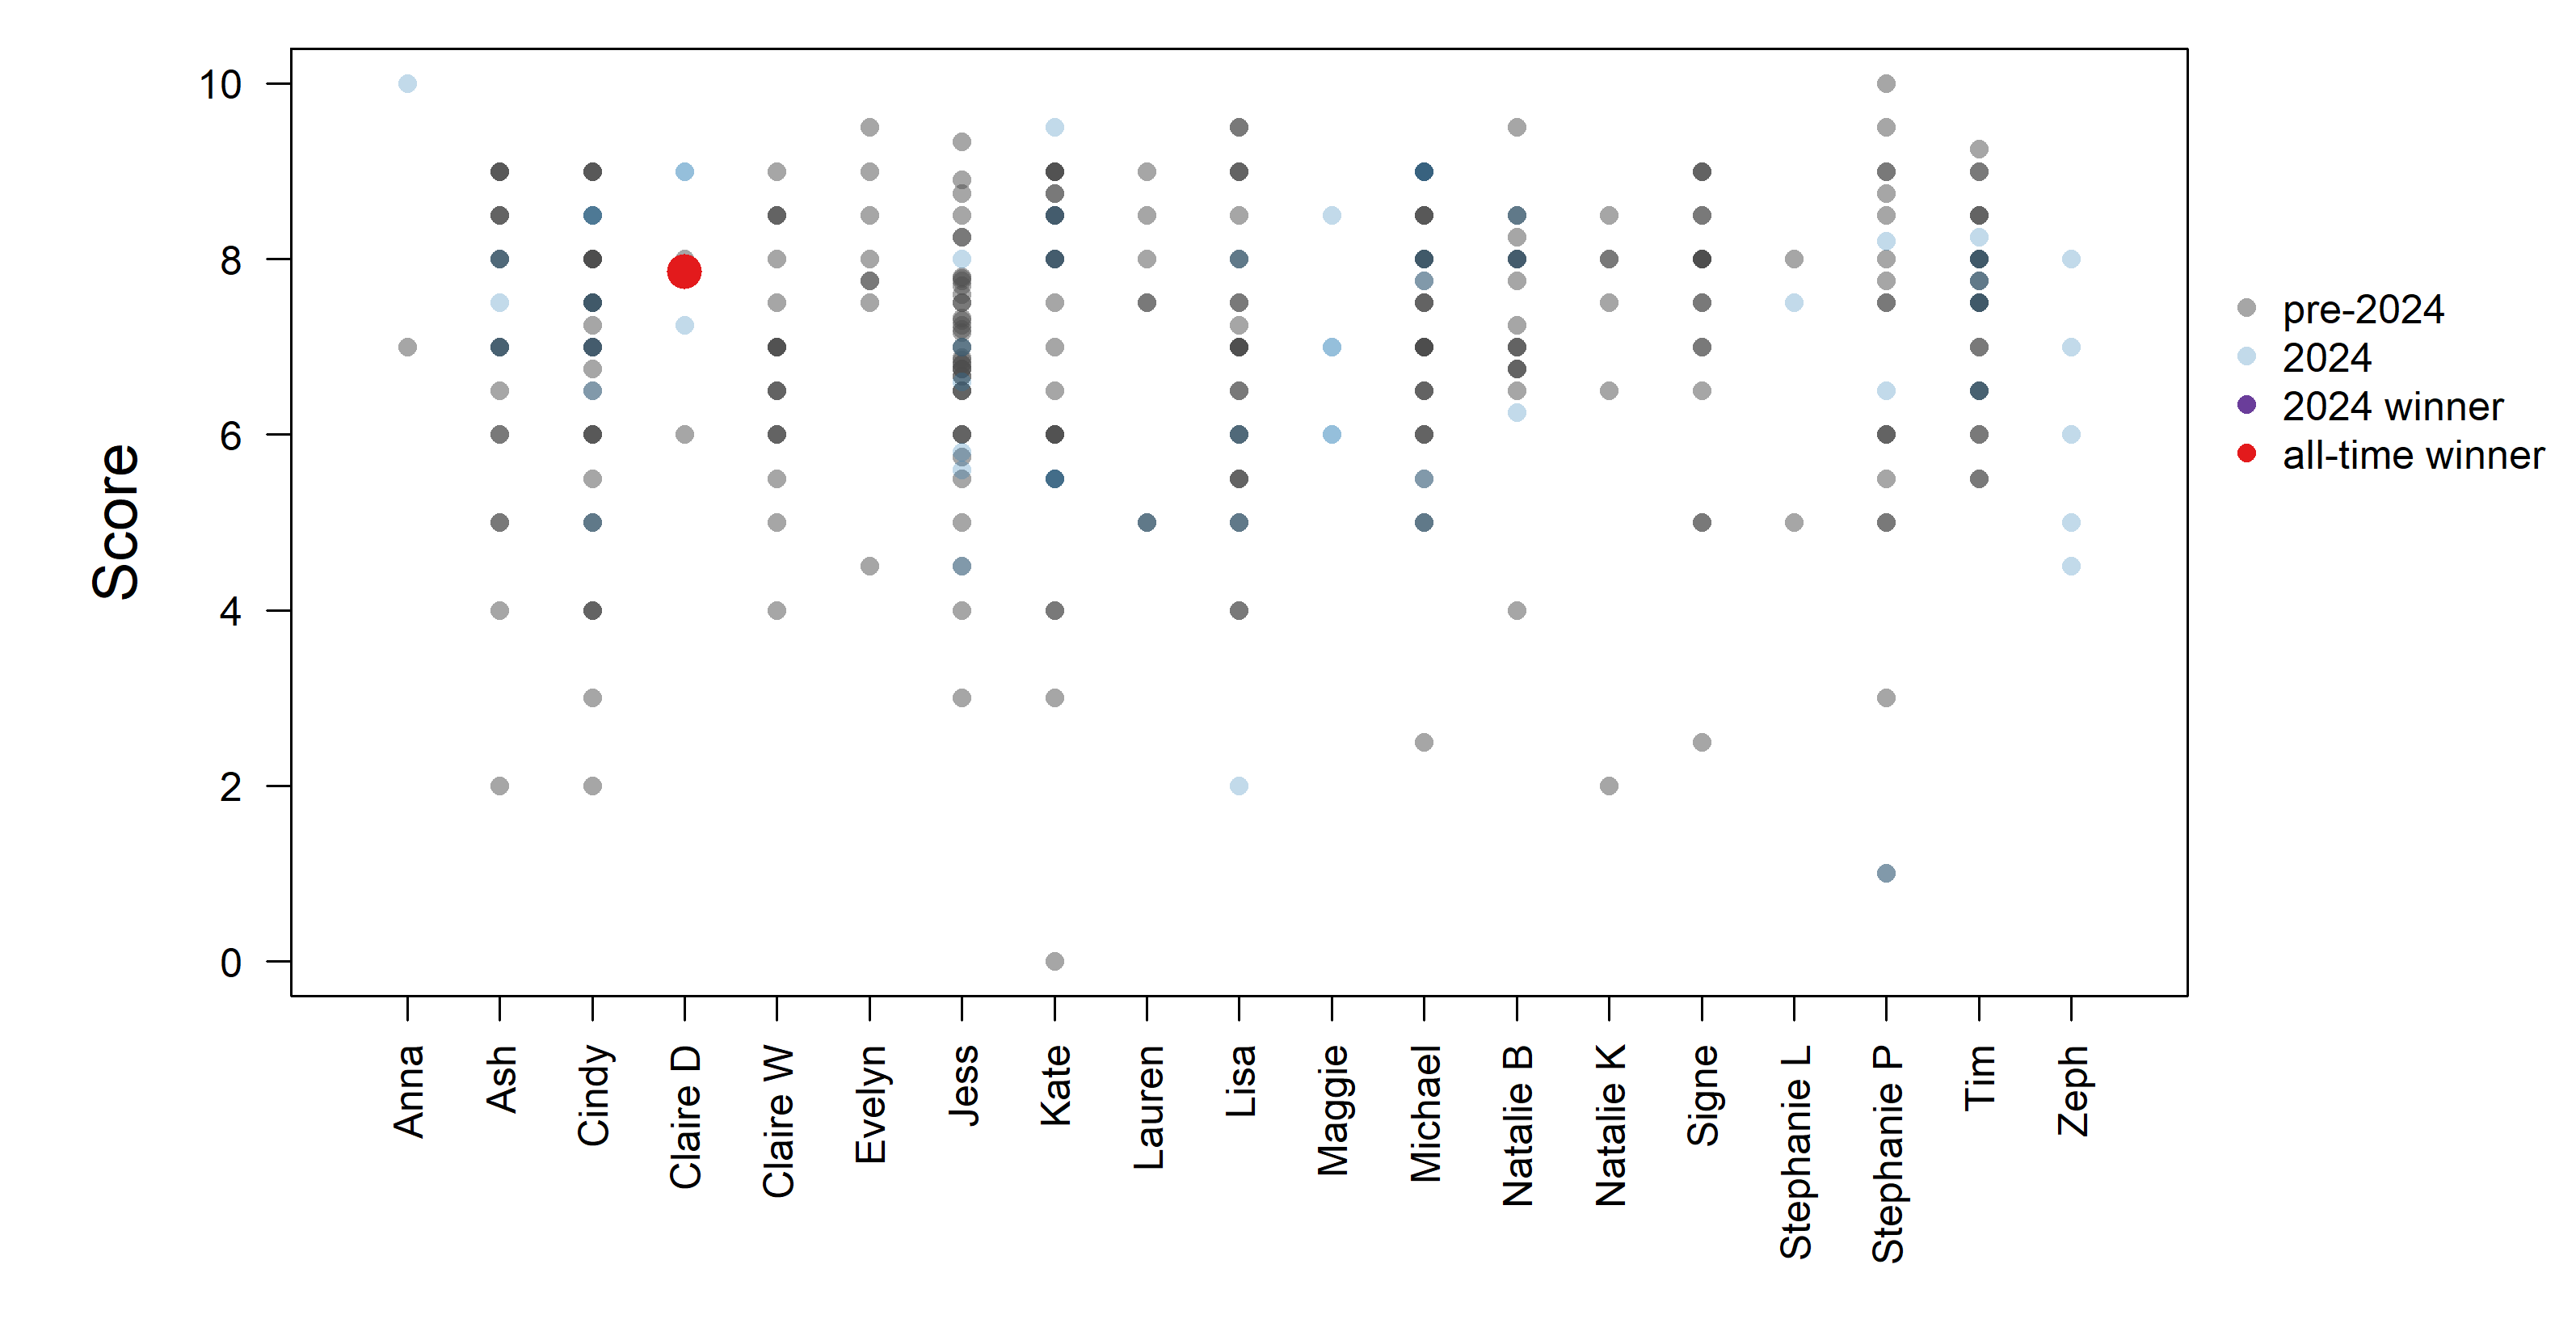 Score
10
8
6
4
2
0
Anna
Ash
Cindy
Claire D
Claire W
Evelyn
Jess
Kate
Lauren
Lisa
Maggie
Michael
Natalie B
Natalie K
Signe
Stephanie L
Stephanie P
Tim
Zeph
pre-2024
2024
2024 winner
all-time winner